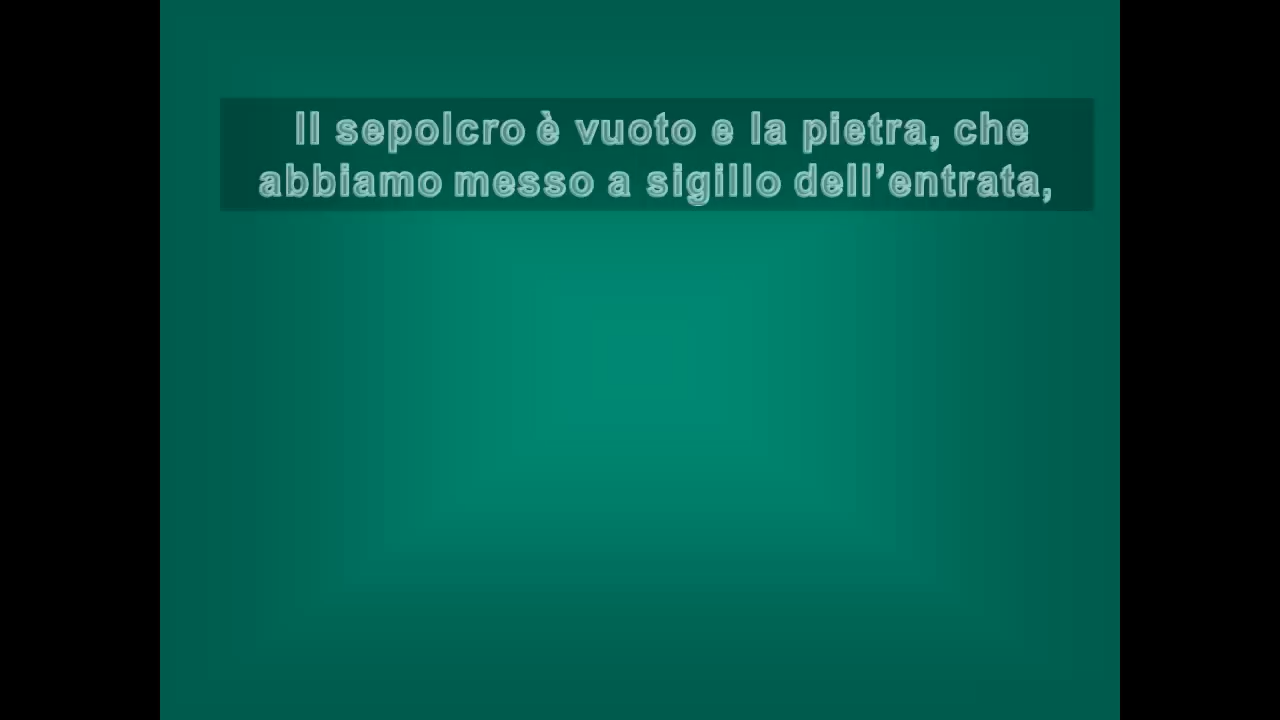 Il sepolcro è vuoto e la pietra, che
abbiamo messo a sigillo dell’entrata,